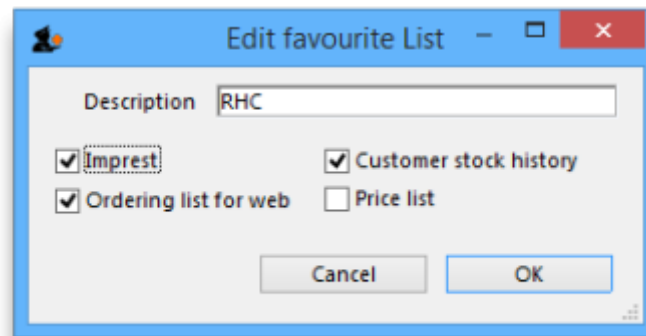 Edit favourite List
Description RHC
Imprest Customer stock history
Ordering list for web Price list
Cancel OK